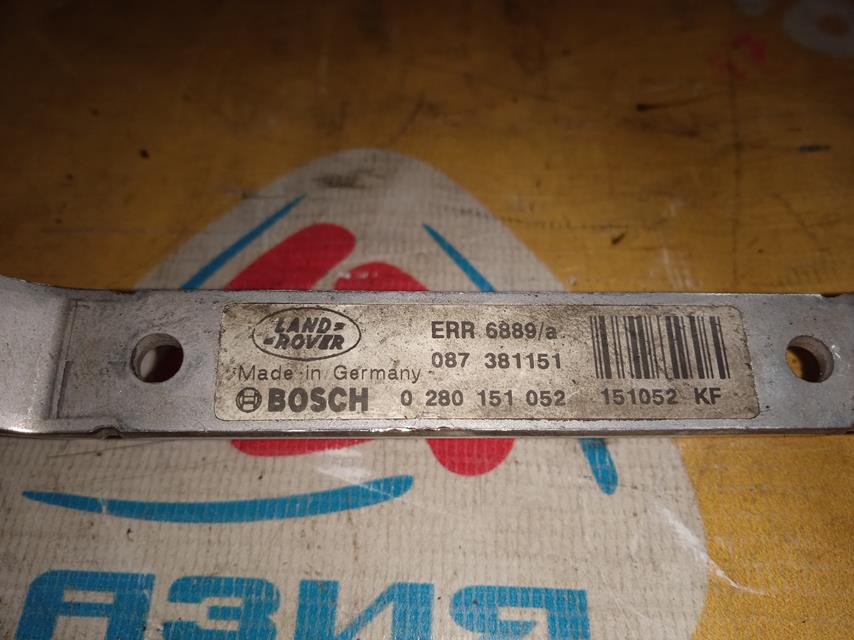 LAND-
-ROVER
ERR 6889/a
087 381151
Made in Germany
BOSCH 0 280 151 052 151052 KF
АЗИЯ